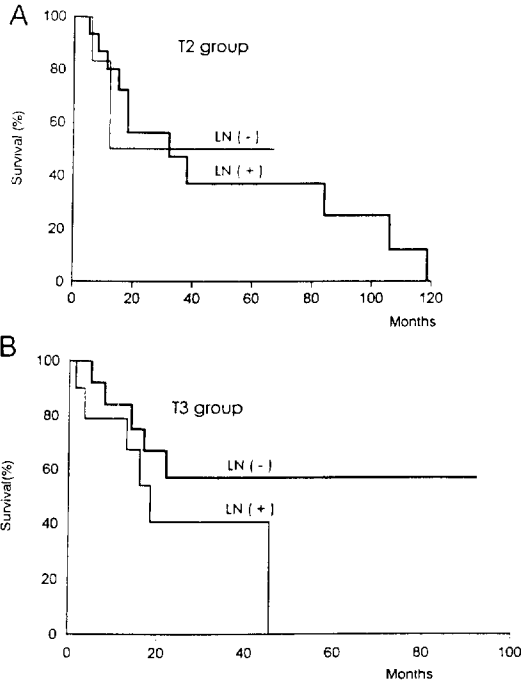 A
T2 group
100
80
60
40
20
0
Survival (%)
LN ( - )
LN ( + )
0 20 40 60 80 100 120
Months
B
T3 group
100
80
60
40
20
0
Survival(%)
LN ( - )
LN ( + )
0 20 40 60 80 100
Months